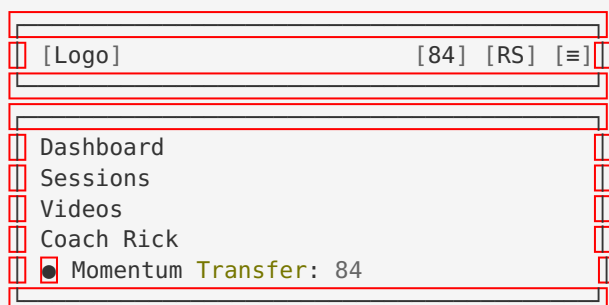 [Logo] [84] [RS] [≡]
Dashboard
Sessions
Videos
Coach Rick
● Momentum Transfer: 84